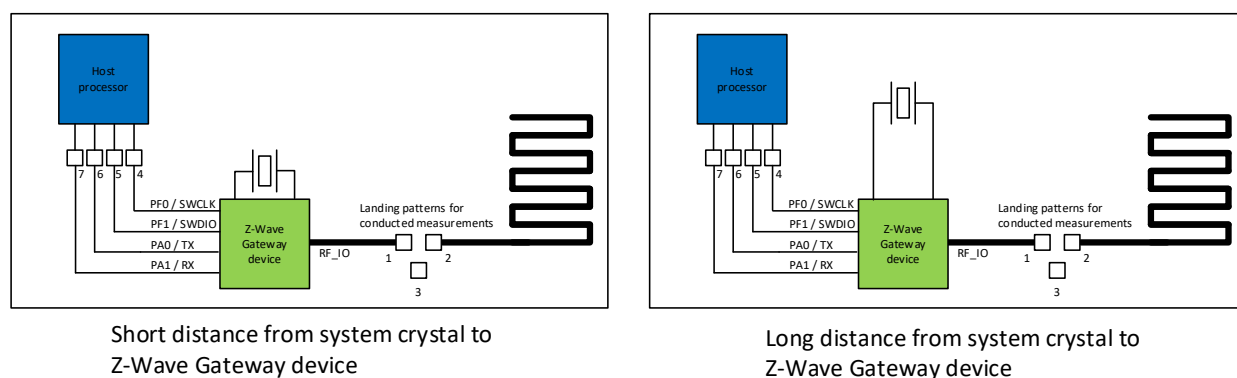 Host
processor
7
6
5
4
PF0 / SWCLK
PF1 / SWDIO
PA0 / TX
PA1 / RX
Z-Wave
Gateway
device
RF_IO
Landing patterns for
conducted measurements
1
2
3
Short distance from system crystal to
Z-Wave Gateway device
Host
processor
7
6
5
4
PF0 / SWCLK
PF1 / SWDIO
PA0 / TX
PA1 / RX
Z-Wave
Gateway
device
RF_IO
Landing patterns for
conducted measurements
1
2
3
Long distance from system crystal to
Z-Wave Gateway device